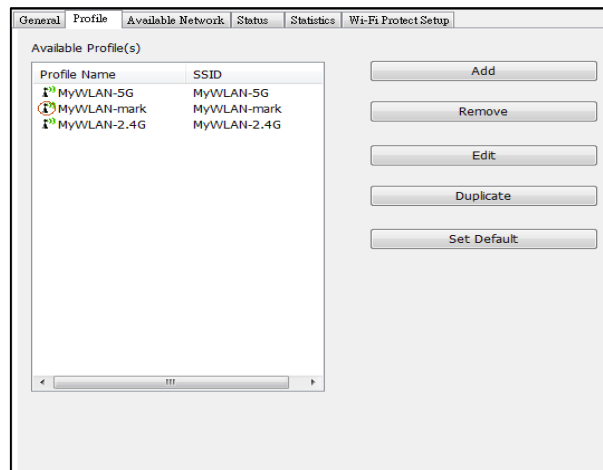 General Profile Available Network Status Statistics Wi-Fi Protect Setup
Available Profile(s)
Profile Name SSID
MyWLAN-5G MyWLAN-5G
MyWLAN-mark MyWLAN-mark
MyWLAN-2.4G MyWLAN-2.4G
Add
Remove
Edit
Duplicate
Set Default